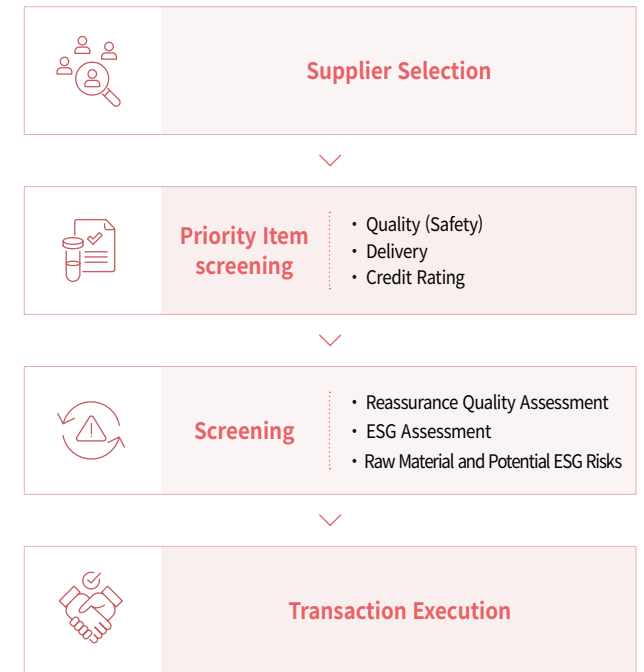 Supplier Selection
Priority Item
screening
• Quality (Safety)
• Delivery
• Credit Rating
Screening
• Reassurance Quality Assessment
• ESG Assessment
• Raw Material and Potential ESG Risks
Transaction Execution